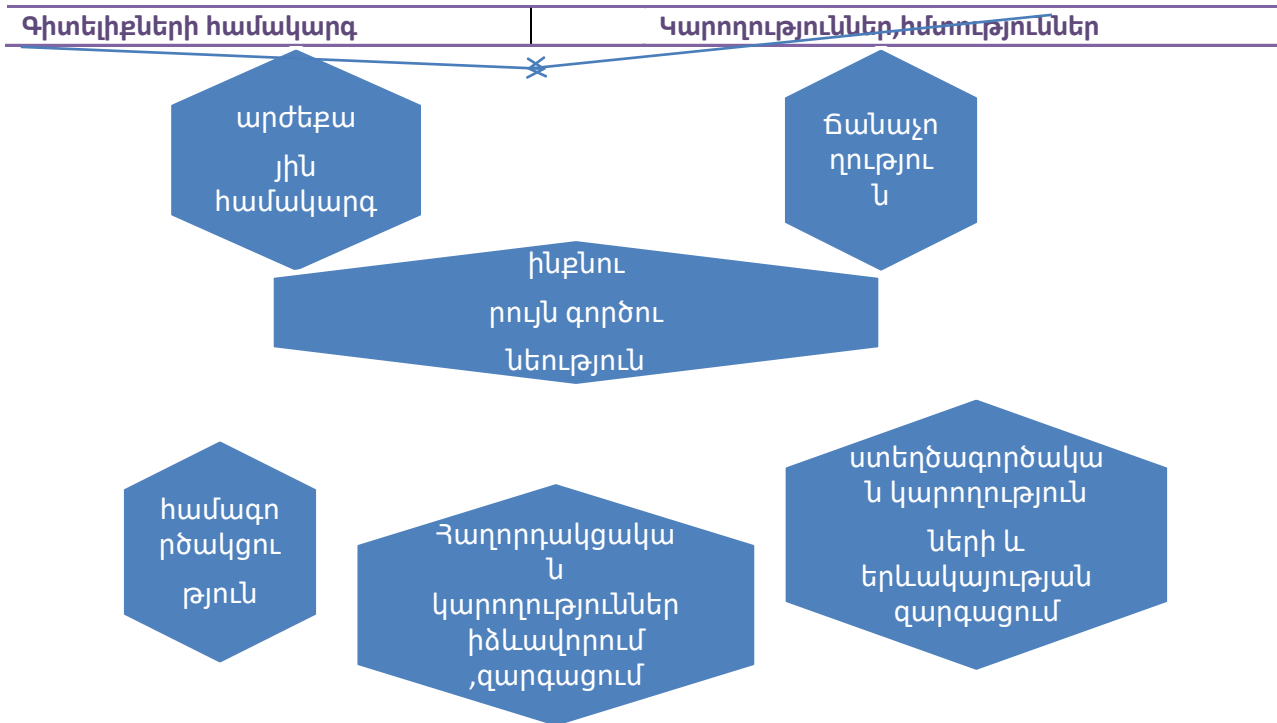 Գիտելիքների համակարգ
Կարողություններ,հմտություններ
արժեքա
յին
համակարգ
Ճանաչո
ղությու
ն
ինքնու
րույն գործու
նեություն
համագո
րծակցու
թյուն
Հաղորդակցակա
ն
կարողություններ
իձևավորում
,զարգացում
ստեղծագործակա
ն կարողություն
ների և
երևակայության
զարգացում